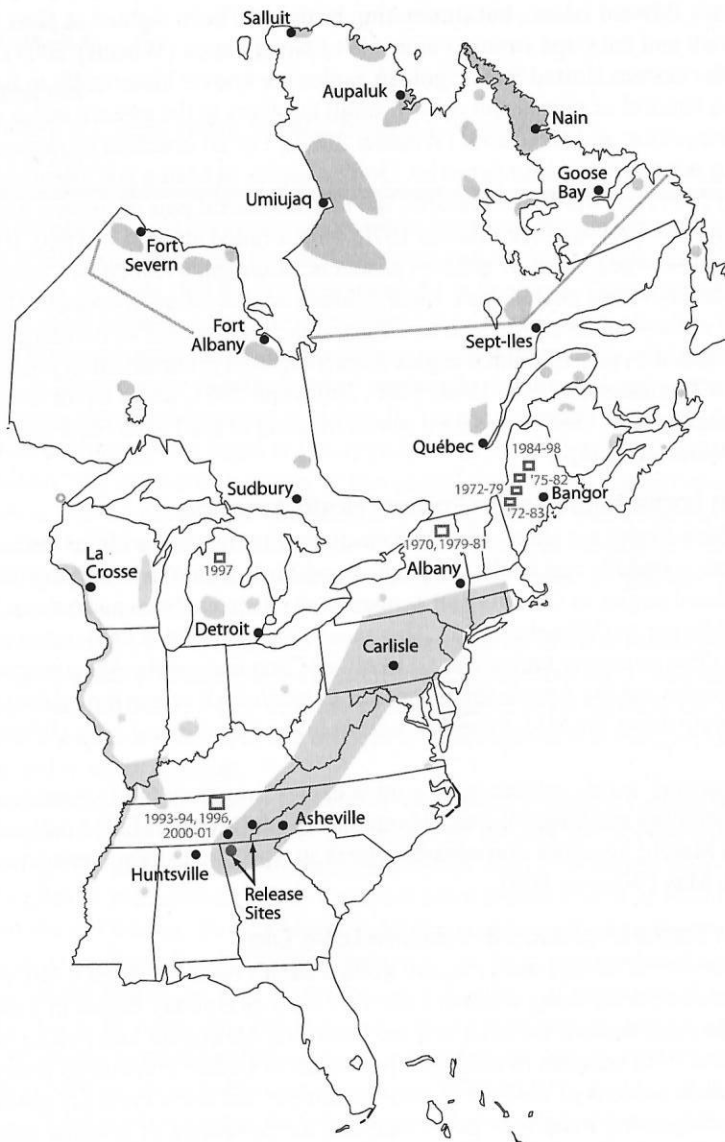 Salluit
Aupaluk
Nain
Goose
Bay
Umiujaq
Fort
Severn
Fort
Albany
Sept-Iles
Québec
1984-98
'75-82
1972-79
Bangor
'72-83
Sudbury
1970, 1979-81
La
Crosse
1997
Albany
Detroit
Carlisle
1993-94, 1996,
2000-01
Asheville
Huntsville
Release
Sites